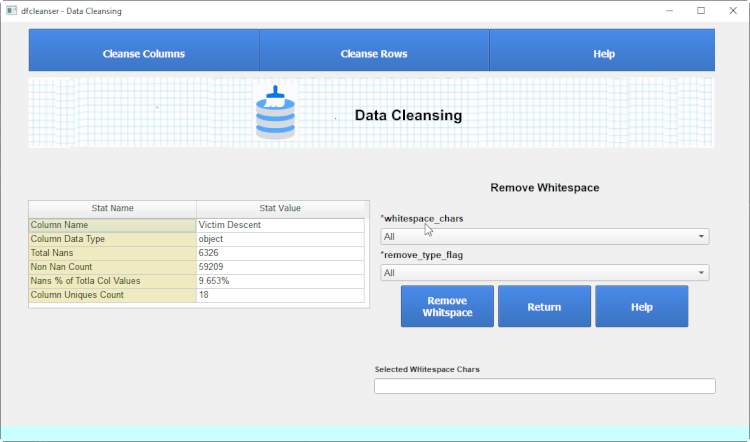 dfcleanser - Data Cleansing
Cleanse Columns
Cleanse Rows
Help
Data Cleansing
Remove Whitespace
Stat Name Stat Value
Column Name Victim Descent
Column Data Type object
Total Nans 6326
Non Nan Count 59209
Nans % of Totla Col Values 9.653%
Column Uniques Count 18
*whitespace_chars
All
*remove_type_flag
All
Remove
Whitspace
Return
Help
Selected WHitespace Chars